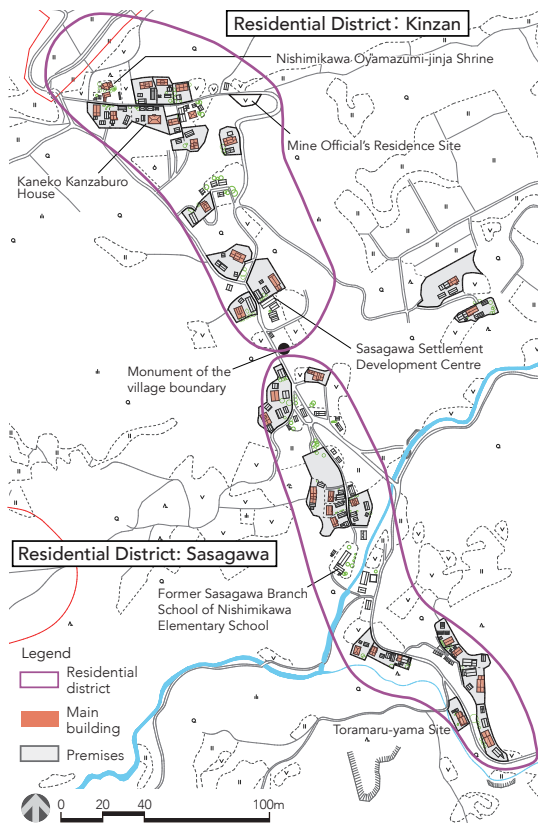 Residential District: Kinzan
Nishimikawa Oyamazumi-jinja Shrine
Mine Official's Residence Site
Kaneko Kanzaburo
House
Sasagawa Settlement
Development Centre
Monument of the
village boundary
Residential District: Sasagawa
Former Sasagawa Branch
School of Nishimikawa
Elementary School
Legend
Residential
district
Main
building
Premises
Toramaru-yama Site
0 20 40 100m